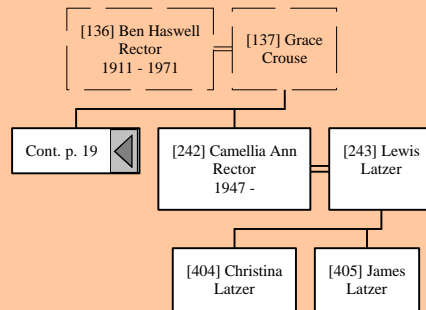 [136] Ben Haswell
Rector
1911 - 1971
[137] Grace
Crouse
Cont. p. 19
[242] Camellia Ann
Rector
1947 -
[243] Lewis
Latzer
[404] Christina
Latzer
[405] James
Latzer